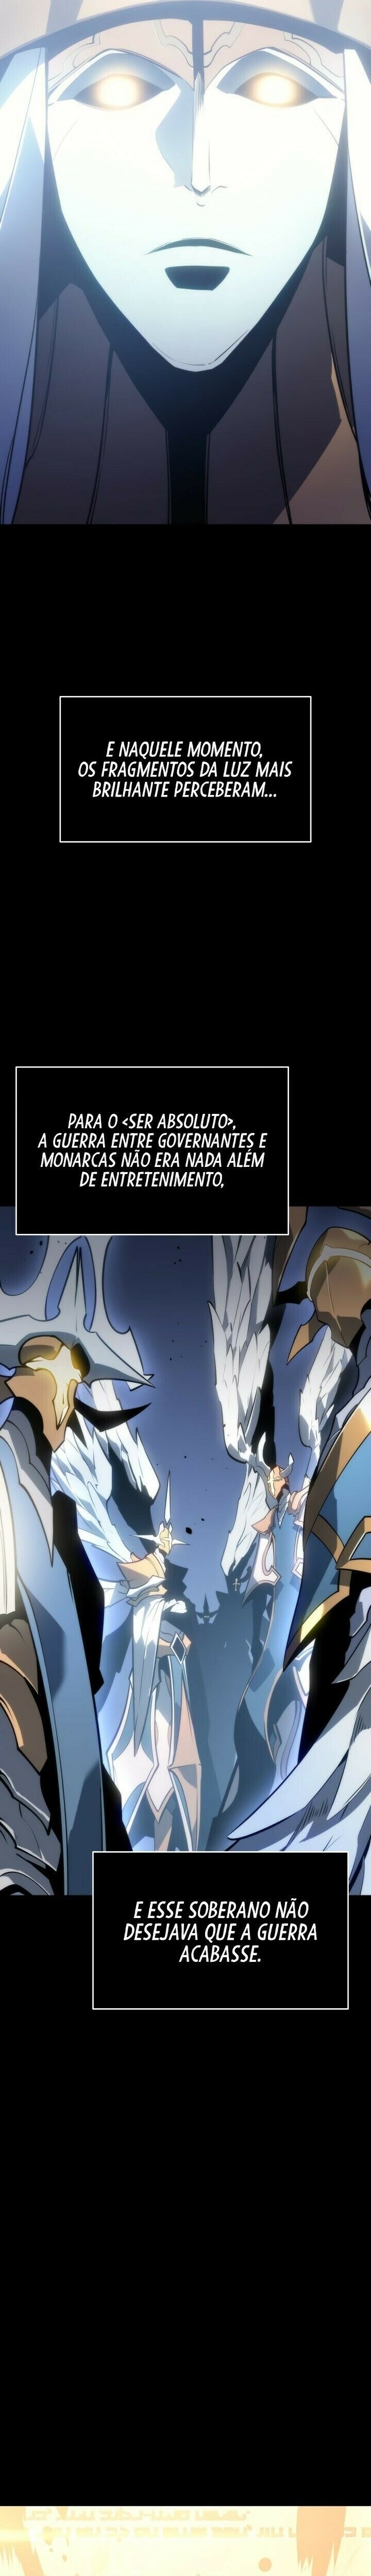 E NAQUELE MOMENTO,
OS FRAGMENTOS DA LUZ MAIS
BRILHANTE PERCEBERAM...
PARA O <SER ABSOLUTO>,
A GUERRA ENTRE GOVERNANTES E
MONARCAS NÃO ERA NADA ALÉM
DE ENTRETENIMENTO,
E ESSE SOBERANO NÃO
DESEJAVA QUE A GUERRA
ACABASSE.